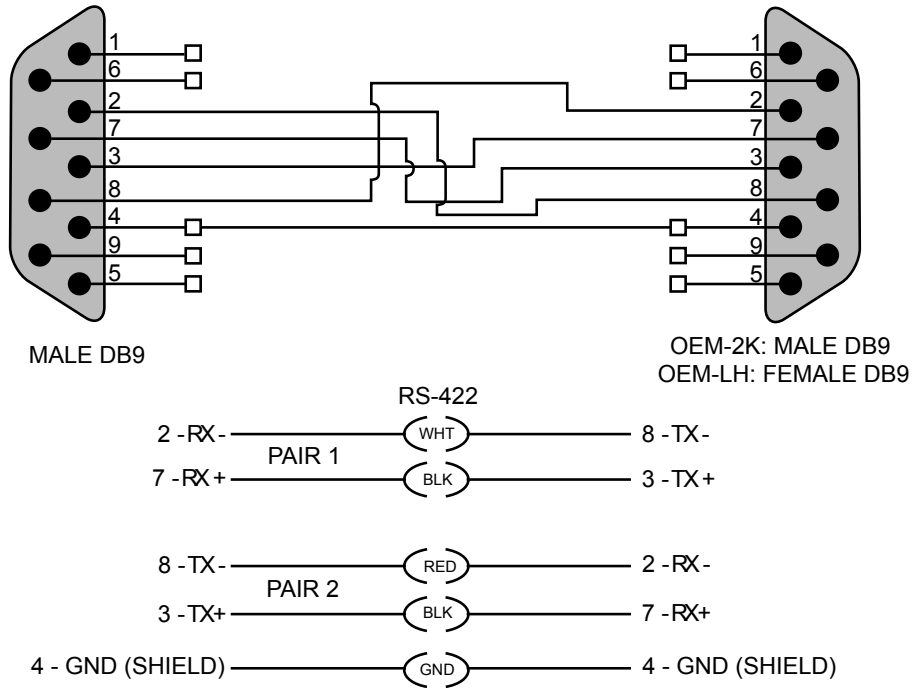 1 1
6 6
2 2
7 7
3 3
8 8
4 4
9 9
5 5
MALE DB9
OEM-2K: MALE DB9
OEM-LH: FEMALE DB9
RS-422
2 -RX- WHT 8 -TX-
PAIR 1
7 -RX+ BLK 3 -TX+
8 -TX- RED 2 -RX-
PAIR 2
3 -TX+ BLK 7 -RX+
4 - GND (SHIELD) GND 4 - GND (SHIELD)